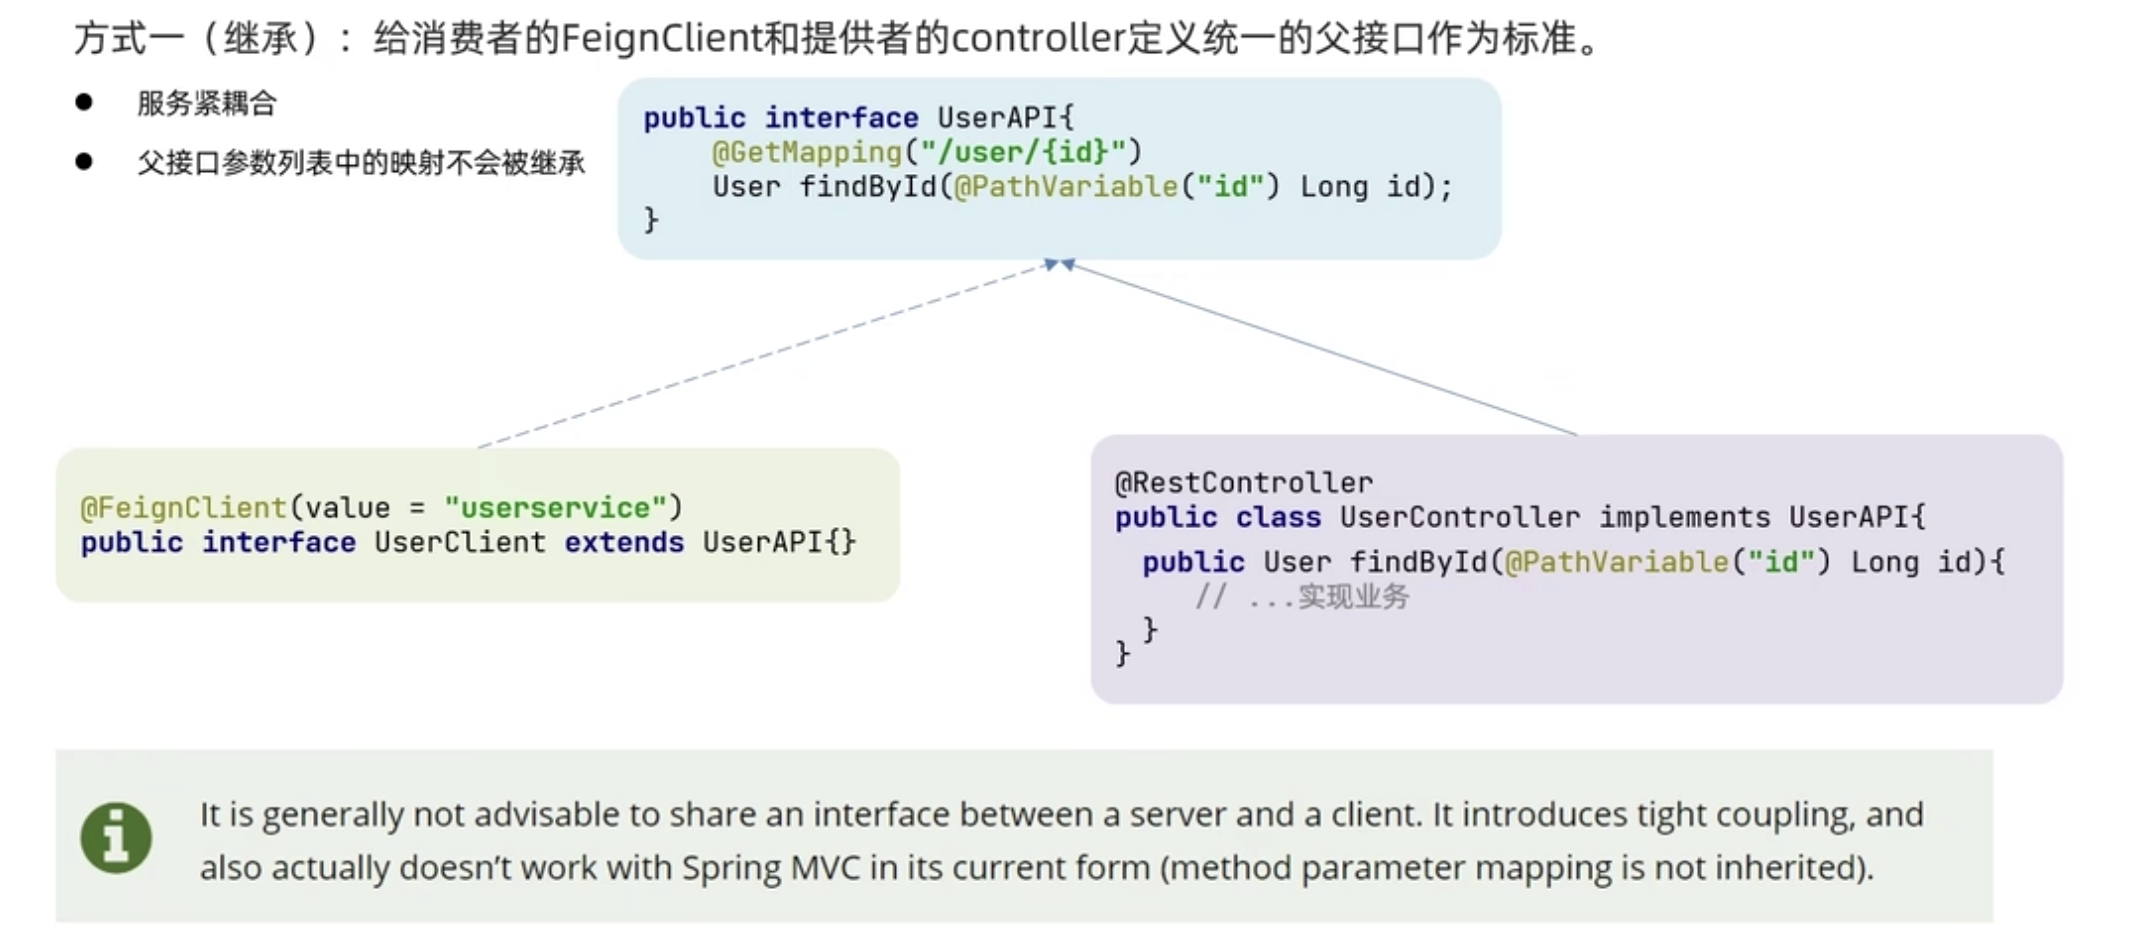 方式一（继承）：给消费者的FeignClient和提供者的controller定义统一的父接口作为标准。
● 服务紧耦合
● 父接口参数列表中的映射不会被继承
public interface UserAPI{
    @GetMapping("/user/{id}")
    User findById(@PathVariable("id") Long id);
}
@FeignClient(value = "userservice")
public interface UserClient extends UserAPI{}
@RestController
public class UserController implements UserAPI{
  public User findById(@PathVariable("id") Long id){
     // ...实现业务
  }
}
It is generally not advisable to share an interface between a server and a client. It introduces tight coupling, and
also actually doesn’t work with Spring MVC in its current form (method parameter mapping is not inherited).